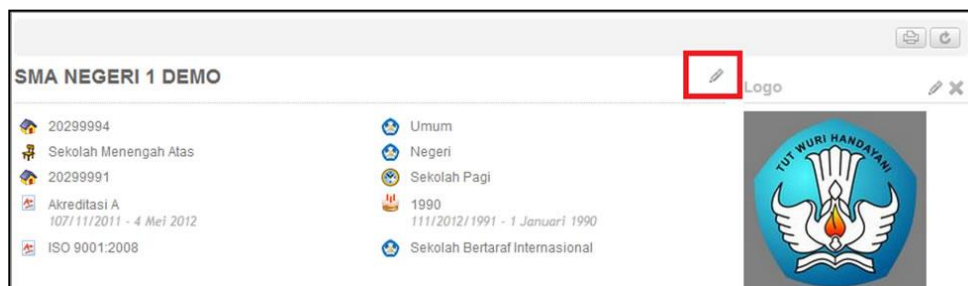 SMA NEGERI 1 DEMO
Logo
20299994
Umum
Sekolah Menengah Atas
Negeri
20299991
Sekolah Pagi
Akreditasi A
107/11/2011 - 4 Mei 2012
1990
111/2012/1991 - 1 Januari 1990
ISO 9001:2008
Sekolah Bertaraf Internasional
TUT WURI HANDAYANI